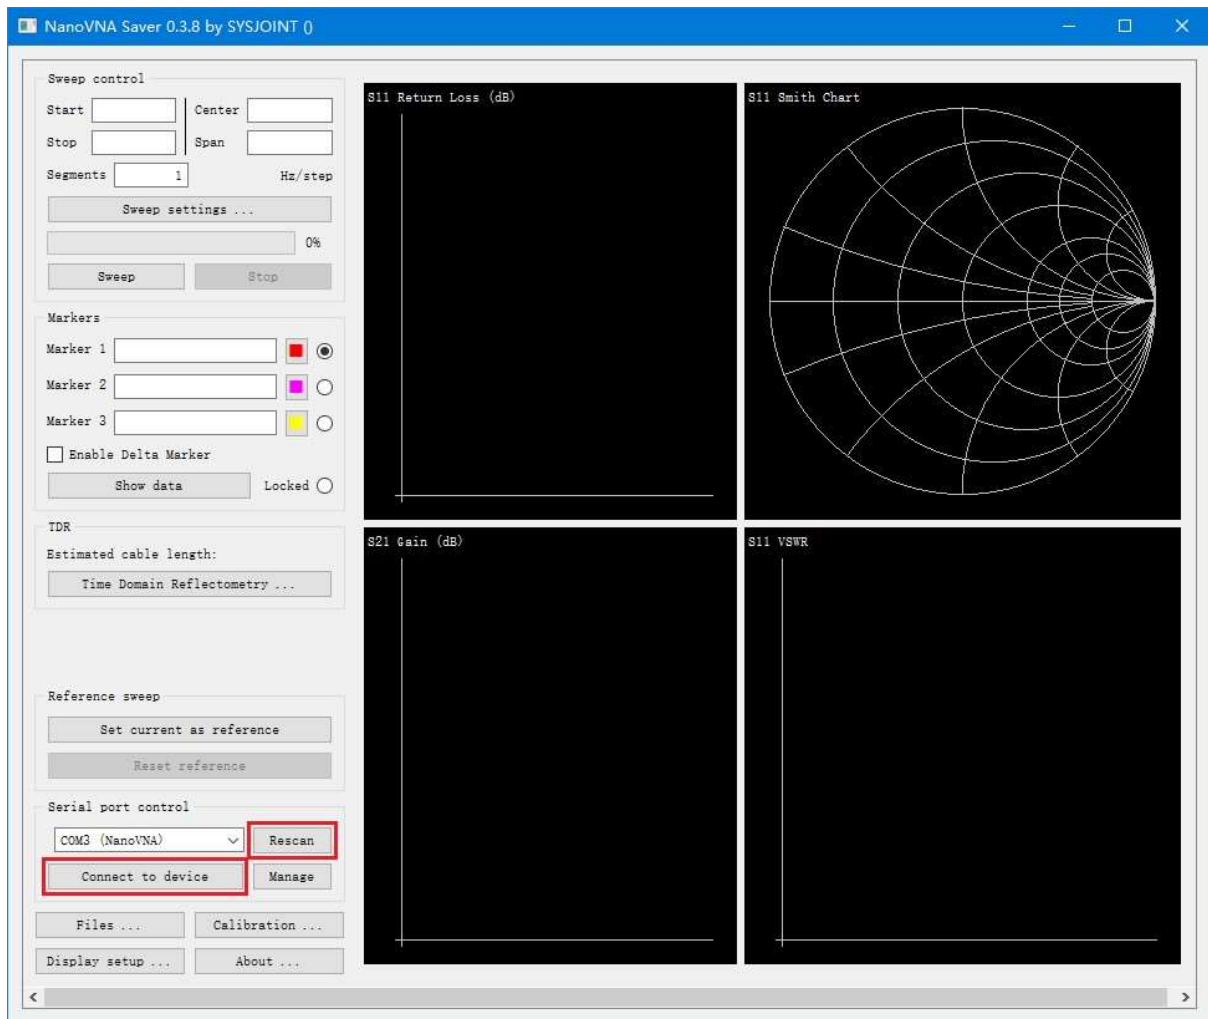 NanoVNA Saver 0.3.8 by SYSJOINT ()
Sweep control
Start
Center
Stop
Span
Segments 1 Hz/step
Sweep settings ...
0%
Sweep
Stop
Markers
Marker 1
Marker 2
Marker 3
Enable Delta Marker
Show data
Locked
TDR
Estimated cable length:
Time Domain Reflectometry ...
Reference sweep
Set current as reference
Reset reference
Serial port control
COM3 (NanoVNA)
Rescan
Connect to device
Manage
Files ...
Calibration ...
Display setup ...
About ...
S11 Return Loss (dB)
S11 Smith Chart
S21 Gain (dB)
S11 VSWR